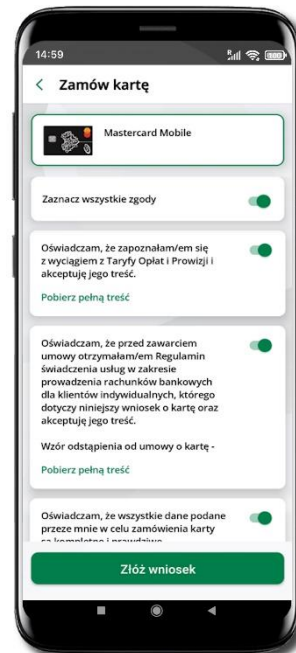 14:59
Zamów kartę
Mastercard Mobile
Zaznacz wszystkie zgody
Oświadczam, że zapoznałam/em się
z wyciągiem z Taryfy Opłat i Prowizji i
akceptuję jego treść.
Pobierz pełną treść
Oświadczam, że przed zawarciem
umowy otrzymałam/em Regulamin
świadczenia usług w zakresie
prowadzenia rachunków bankowych
dla klientów indywidualnych, którego
dotyczy niniejszy wniosek o kartę oraz
akceptuję jego treść.
Wzór odstąpienia od umowy o kartę -
Pobierz pełną treść
Oświadczam, że wszystkie dane podane
przeze mnie w celu zamówienia karty
są kompletne i prawdziwe
Złóż wniosek